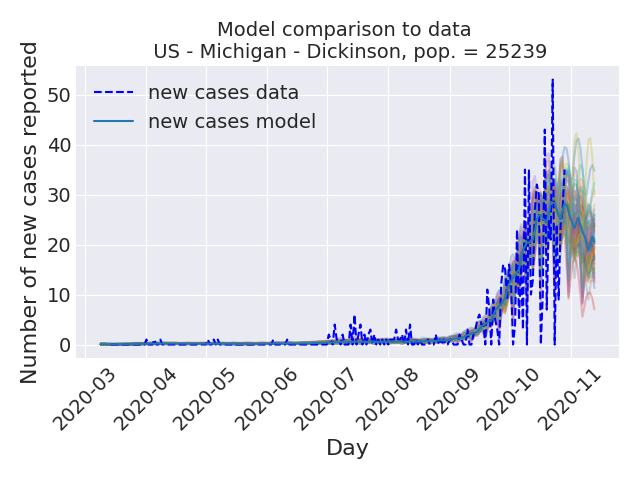 Model comparison to data
US - Michigan - Dickinson, pop. = 25239
Number of new cases reported
50
40
30
20
10
0
new cases data
new cases model
2020-03
2020-04
2020-05
2020-06
2020-07
2020-08
2020-09
2020-10
2020-11
Day